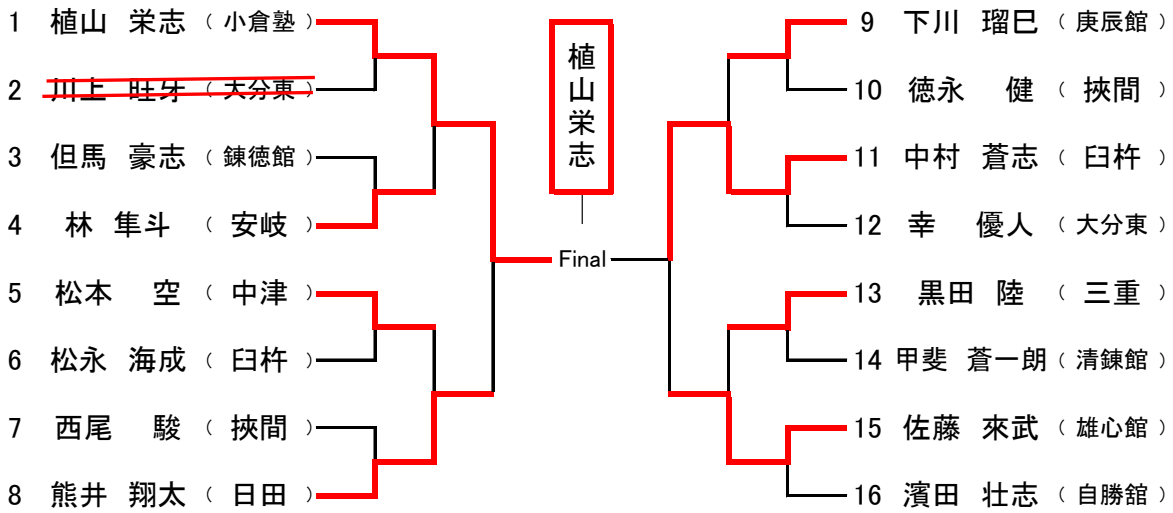 1 植山 栄志 （ 小倉塾 ）
2 川上 旺牙 （ 大分東 ）
3 但馬 豪志 （ 錬徳館 ）
4 林 隼斗 （ 安岐 ）
5 松本 空 （ 中津 ）
6 松永 海成 （ 臼杵 ）
7 西尾 駿 （ 挾間 ）
8 熊井 翔太 （ 日田 ）
植山栄志
Final
9 下川 瑠巳 （ 庚辰館 ）
10 徳永 健 （ 挾間 ）
11 中村 蒼志 （ 臼杵 ）
12 幸 優人 （ 大分東 ）
13 黒田 陸 （ 三重 ）
14 甲斐 蒼一朗 （ 清錬館 ）
15 佐藤 來武 （ 雄心館 ）
16 濱田 壮志 （ 自勝舘 ）